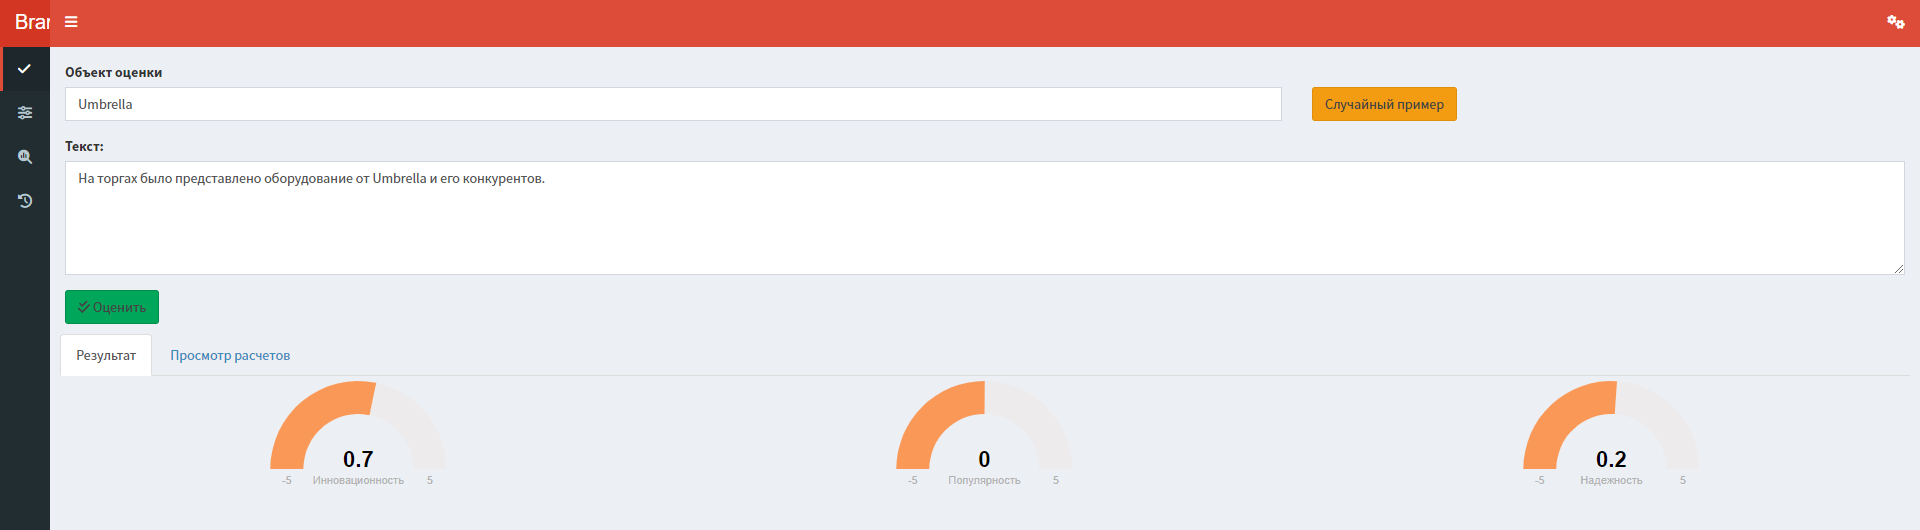 Bran
Объект оценки
Umbrella
Случайный пример
Текст:
На торгах было представлено оборудование от Umbrella и его конкурентов.
Оценить
Результат Просмотр расчетов
0.7 0 0.2
-5 Инновационность 5 -5 Популярность 5 -5 Надежность 5